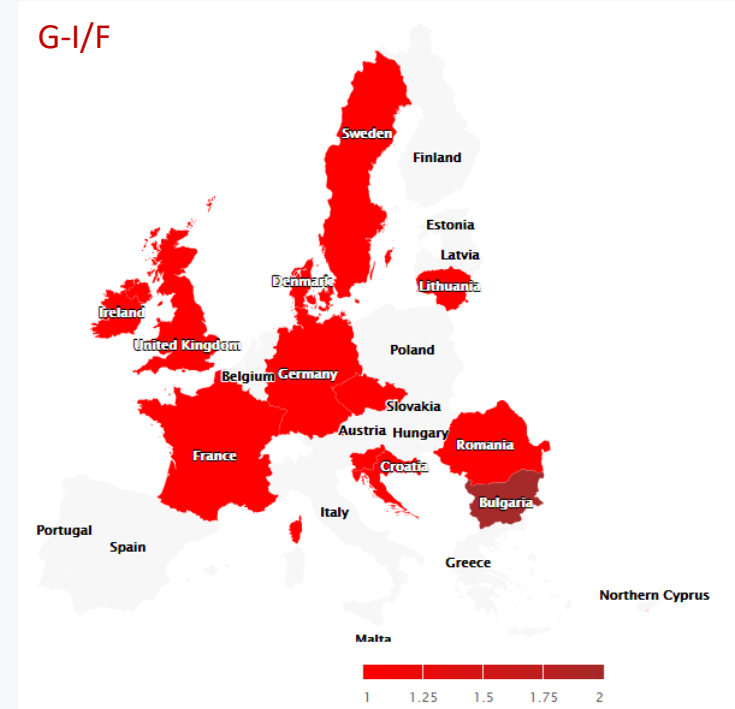 G-I/F
Sweden
Finland
Estonia
Latvia
Denmark
Lithuania
Ireland
United Kingdom
Poland
Belgium
Germany
Slovakia
Austria
Hungary
Romania
France
Croatia
Bulgaria
Italy
Portugal
Spain
Greece
Northern Cyprus
Malta
1 1.25 1.5 1.75 2